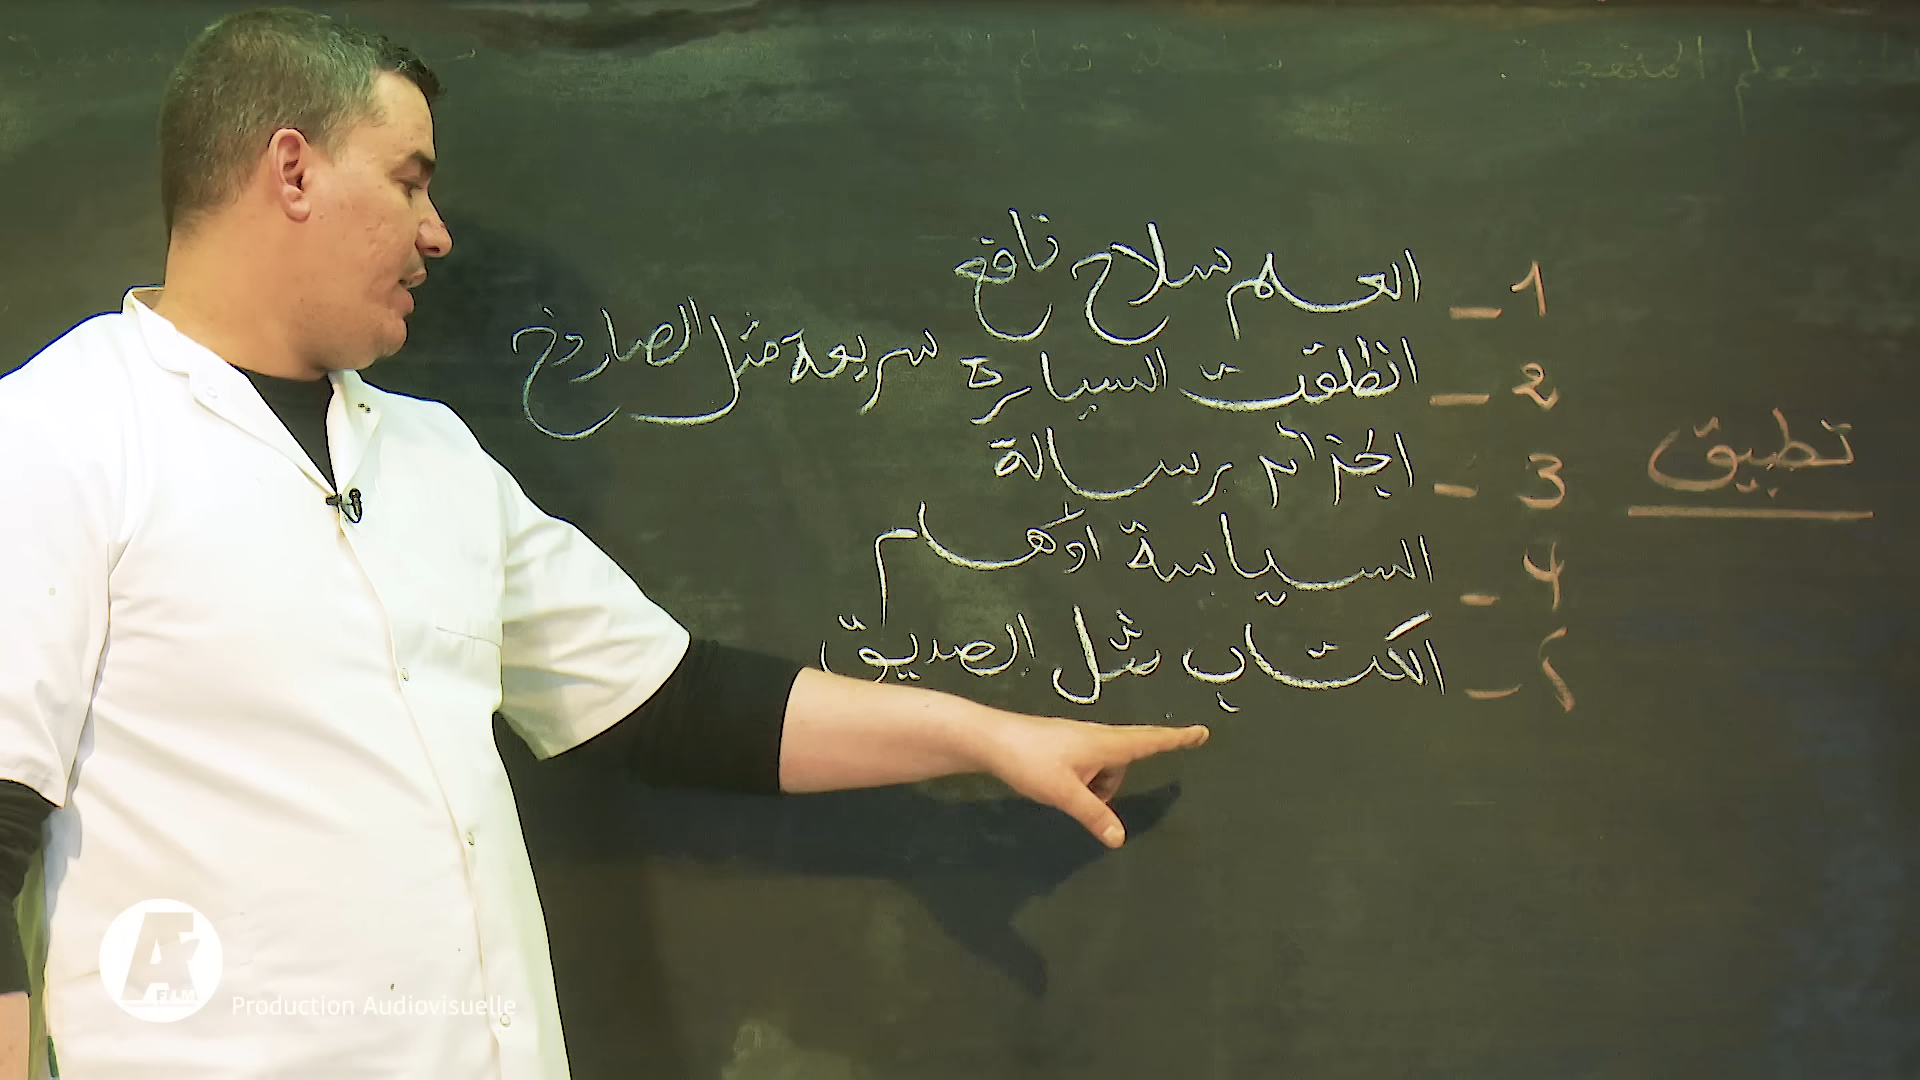 تطبيق
1 - العلم سلاح نافع
2 - انطلقت السيارة سريعة مثل الصاروخ
3 - الجزائر رسالة
4 - السياسة أوهام
5 - الكتاب مثل الصديق
FILM
Production Audiovisuelle